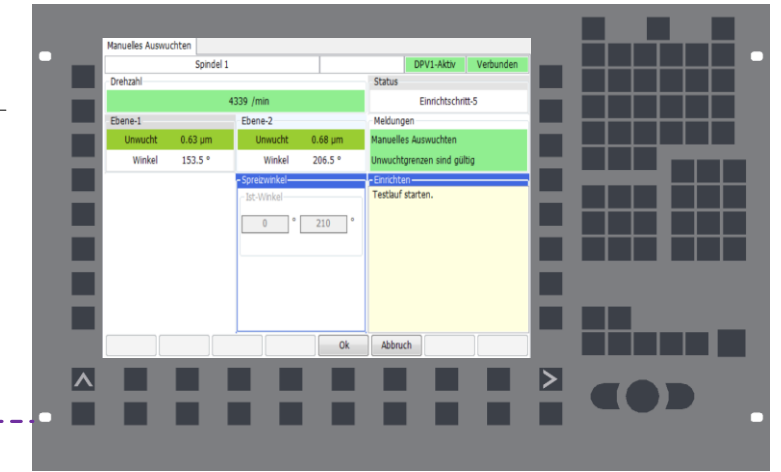 Manuelles Auswuchten
Spindel 1 DPV1-Aktiv Verbunden
Drehzahl Status
4339 /min Einrichtschritt-5
Ebene-1 Ebene-2 Meldungen
Unwucht 0.63 µm Unwucht 0.68 µm Manuelles Auswuchten
Winkel 153.5 ° Winkel 206.5 ° Unwuchtgrenzen sind gültig
Spreizwinkel Einrichten
Ist-Winkel Testlauf starten.
0 ° 210 °
Ok Abbruch